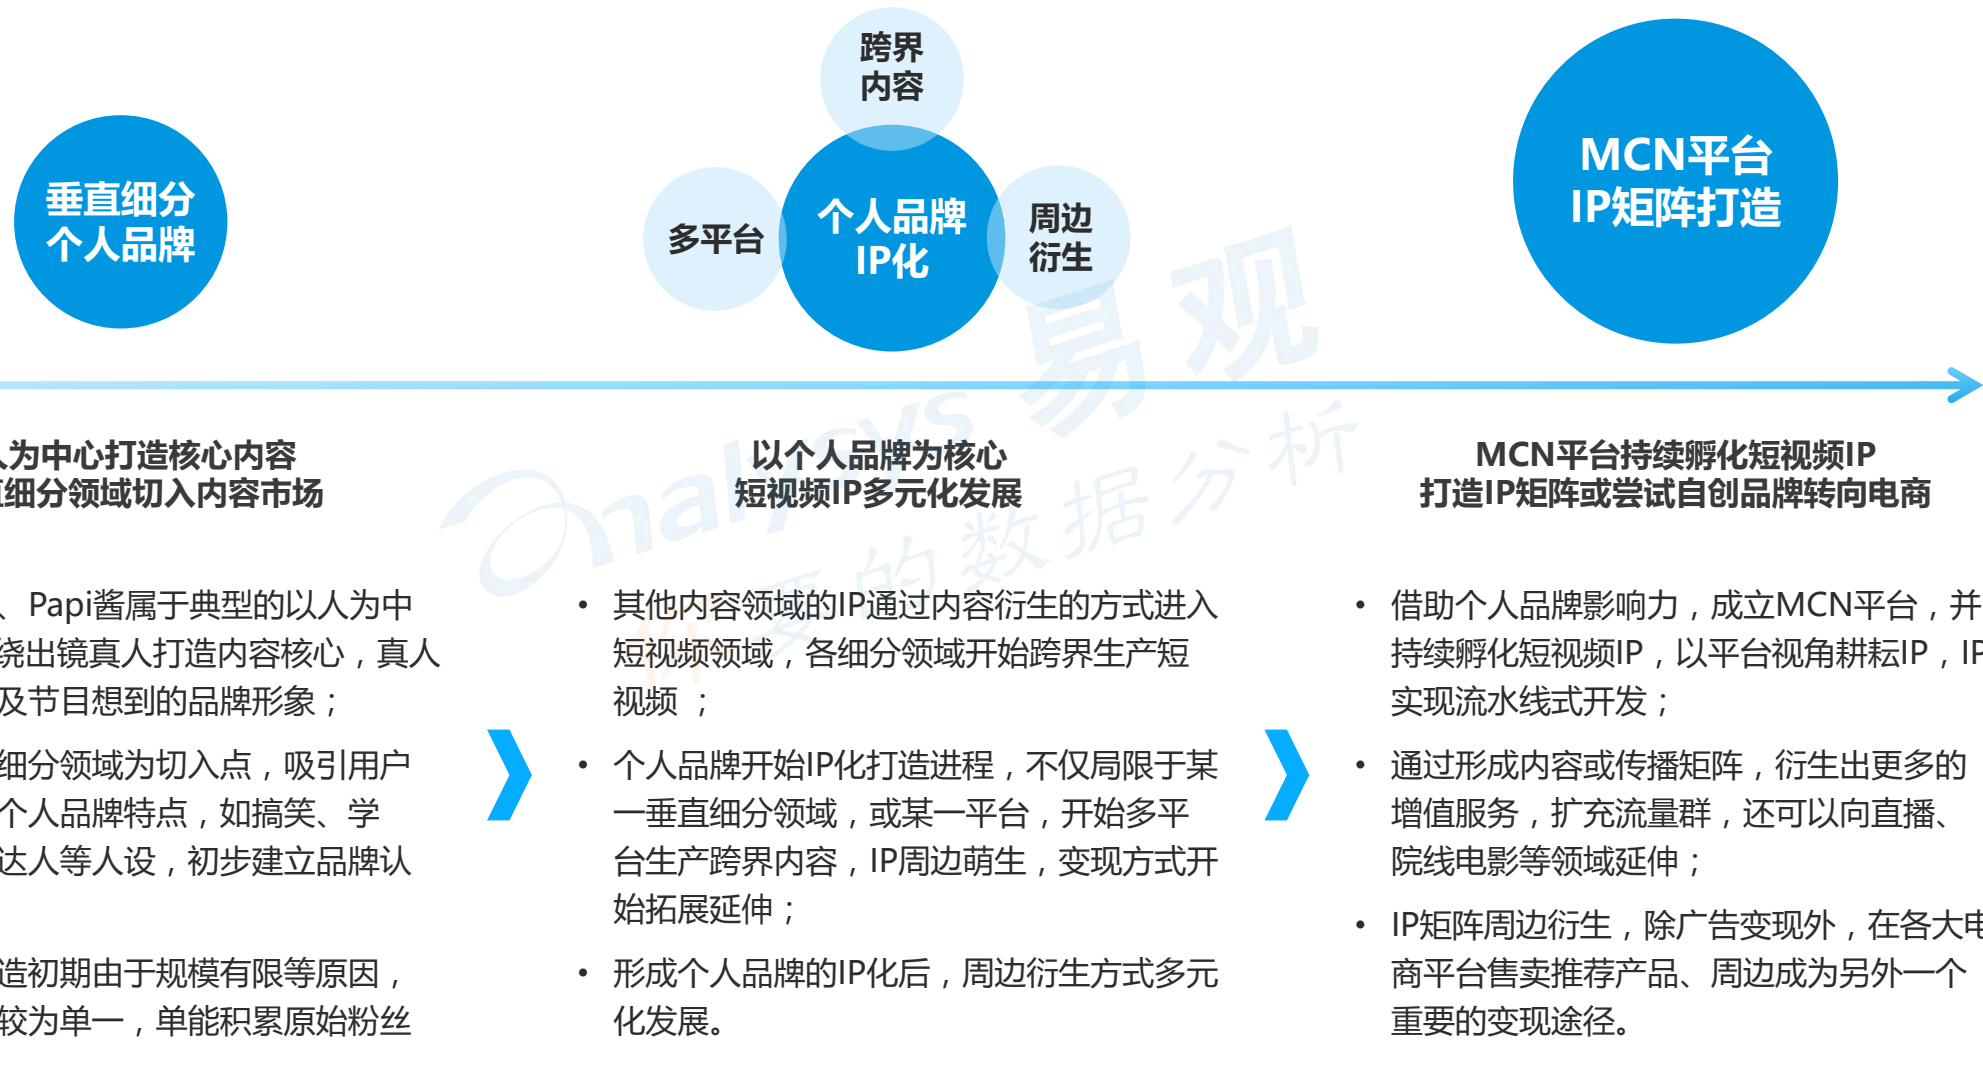 跨界
内容
垂直细分
个人品牌
多平台
个人品牌
IP化
周边
衍生
MCN平台
IP矩阵打造
人为中心打造核心内容
直细分领域切入内容市场
以个人品牌为核心
短视频IP多元化发展
MCN平台持续孵化短视频IP
打造IP矩阵或尝试自创品牌转向电商
、Papi酱属于典型的以人为中
绕出镜真人打造内容核心，真人
及节目想到的品牌形象；
细分领域为切入点，吸引用户
个人品牌特点，如搞笑、学
达人等人设，初步建立品牌认
造初期由于规模有限等原因，
较为单一，单能积累原始粉丝
• 其他内容领域的IP通过内容衍生的方式进入
短视频领域，各细分领域开始跨界生产短
视频 ；
• 个人品牌开始IP化打造进程，不仅局限于某
一垂直细分领域，或某一平台，开始多平
台生产跨界内容，IP周边萌生，变现方式开
始拓展延伸；
• 形成个人品牌的IP化后，周边衍生方式多元
化发展。
• 借助个人品牌影响力，成立MCN平台，并
持续孵化短视频IP，以平台视角耕耘IP，IP
实现流水线式开发；
• 通过形成内容或传播矩阵，衍生出更多的
增值服务，扩充流量群，还可以向直播、
院线电影等领域延伸；
• IP矩阵周边衍生，除广告变现外，在各大电
商平台售卖推荐产品、周边成为另外一个
重要的变现途径。
analysys 易观
你要的数据分析